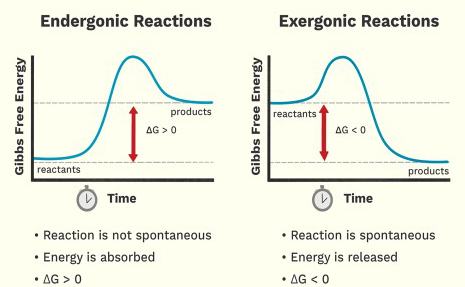 Endergonic Reactions
Gibbs Free Energy
products
ΔG > 0
reactants
Time
• Reaction is not spontaneous
• Energy is absorbed
• ΔG > 0
Exergonic Reactions
Gibbs Free Energy
reactants
ΔG < 0
products
Time
• Reaction is spontaneous
• Energy is released
• ΔG < 0